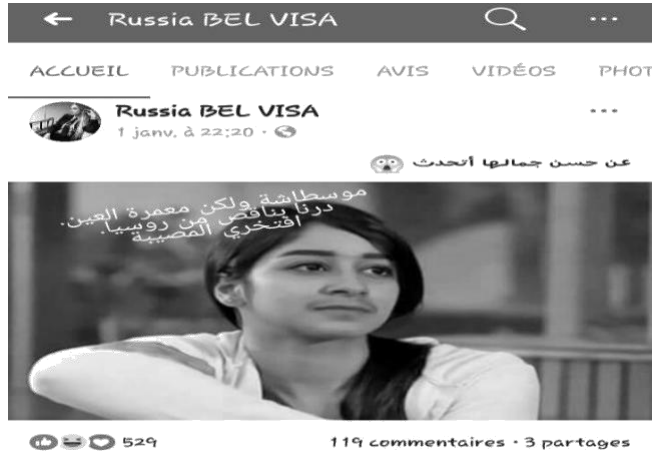 Russia BEL VISA
ACCUEIL PUBLICATIONS AVIS VIDÉOS PHOT
Russia BEL VISA
1 janv. à 22:20
عن حسن جمالها أتحدث
موسطاشة ولكن معمرة العين.
درنا بناقص من روسيا.
افتخري المصيبة
529
119 commentaires · 3 partages